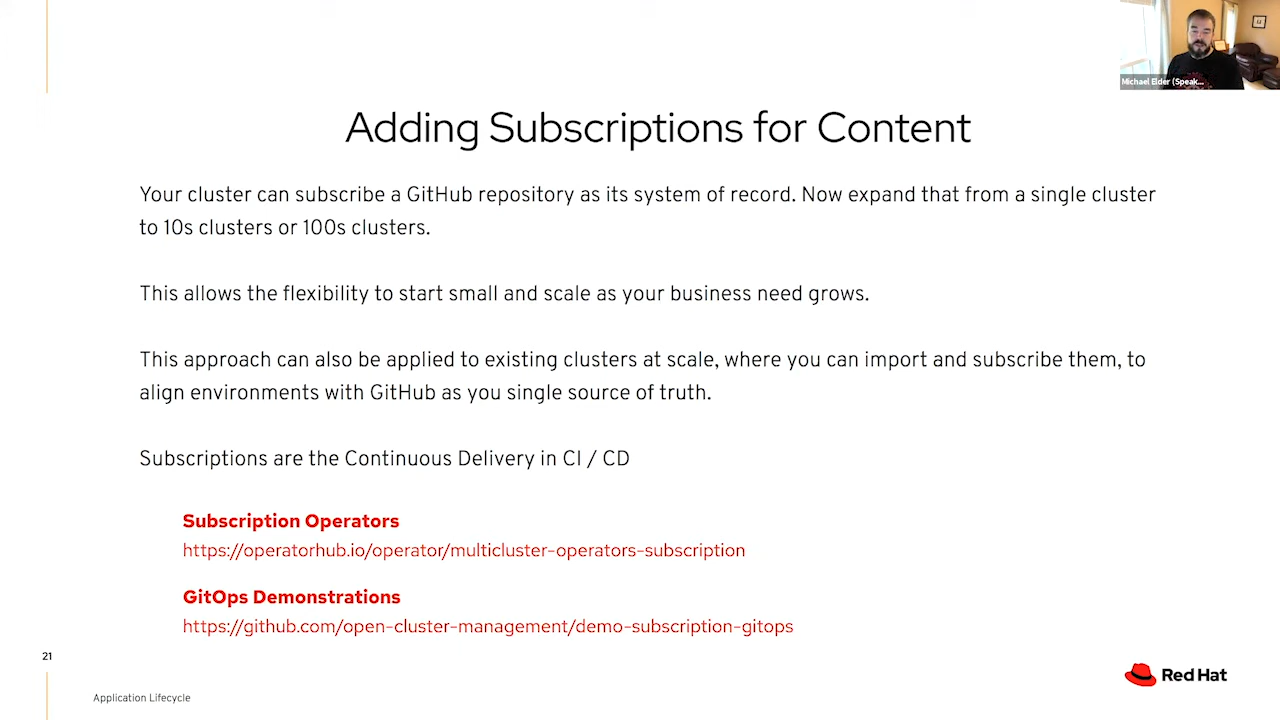 Michael Elder (Speak...
Adding Subscriptions for Content
Your cluster can subscribe a GitHub repository as its system of record. Now expand that from a single cluster
to 10s clusters or 100s clusters.
This allows the flexibility to start small and scale as your business need grows.
This approach can also be applied to existing clusters at scale, where you can import and subscribe them, to
align environments with GitHub as you single source of truth.
Subscriptions are the Continuous Delivery in CI / CD
Subscription Operators
https://operatorhub.io/operator/multicluster-operators-subscription
GitOps Demonstrations
https://github.com/open-cluster-management/demo-subscription-gitops
21
Red Hat
Application Lifecycle